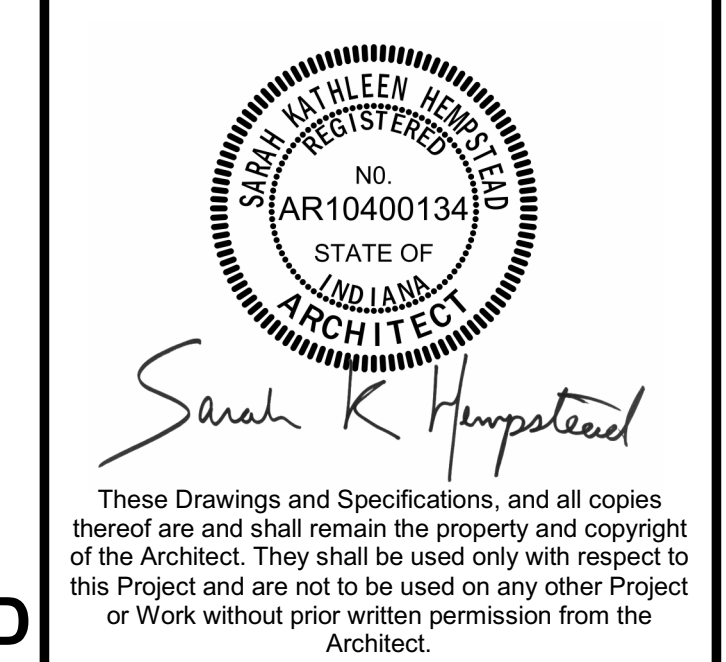 SARAH KATHLEEN HEMPSTEAD
REGISTERED
N0.
AR10400134
STATE OF
INDIANA
ARCHITECT
Sarah K Hempstead
These Drawings and Specifications, and all copies
thereof are and shall remain the property and copyright
of the Architect. They shall be used only with respect to
this Project and are not to be used on any other Project
or Work without prior written permission from the
Architect.
D